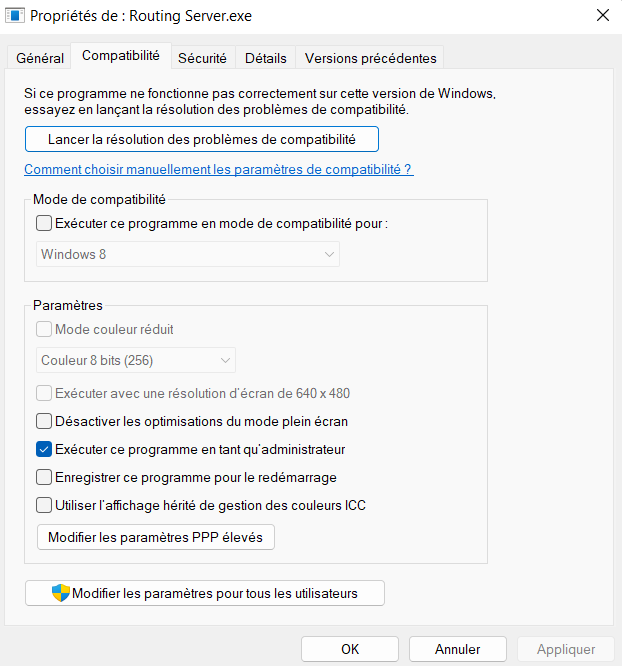 Propriétés de : Routing Server.exe
Général
Compatibilité
Sécurité
Détails
Versions précédentes
Si ce programme ne fonctionne pas correctement sur cette version de Windows,
essayez en lançant la résolution des problèmes de compatibilité.
Lancer la résolution des problèmes de compatibilité
Comment choisir manuellement les paramètres de compatibilité ?
Mode de compatibilité
Exécuter ce programme en mode de compatibilité pour :
Windows 8
Paramètres
Mode couleur réduit
Couleur 8 bits (256)
Exécuter avec une résolution d'écran de 640 x 480
Désactiver les optimisations du mode plein écran
Exécuter ce programme en tant qu'administrateur
Enregistrer ce programme pour le redémarrage
Utiliser l'affichage hérité de gestion des couleurs ICC
Modifier les paramètres PPP élevés
Modifier les paramètres pour tous les utilisateurs
OK
Annuler
Appliquer